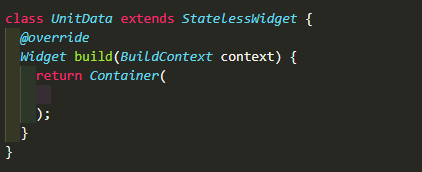 class UnitData extends StatelessWidget {
@override
Widget build(BuildContext context) {
return Container(
);
}
}